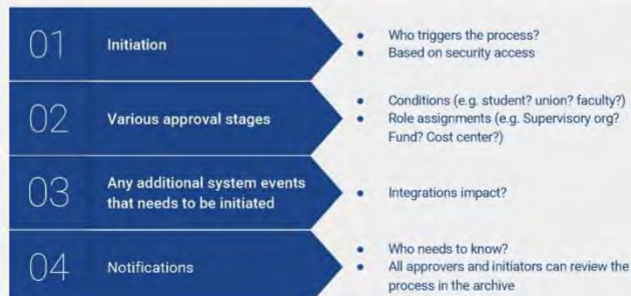 01
Initiation
• Who triggers the process?
• Based on security access
02
Various approval stages
• Conditions (e.g. student? union? faculty?)
• Role assignments (e.g. Supervisory org?
Fund? Cost center?)
03
Any additional system events
that needs to be initiated
• Integrations impact?
04
Notifications
• Who needs to know?
• All approvers and initiators can review the
process in the archive